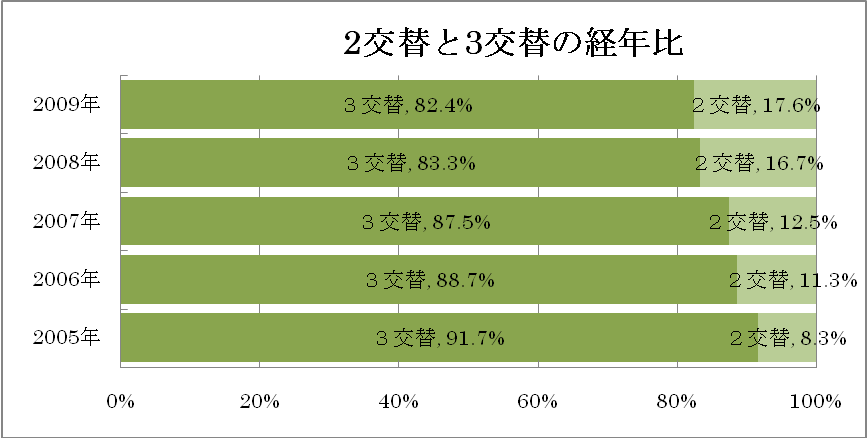 2交替と3交替の経年比
2009年
３交替, 82.4%
２交替, 17.6%
2008年
３交替, 83.3%
２交替, 16.7%
2007年
３交替, 87.5%
２交替, 12.5%
2006年
３交替, 88.7%
２交替, 11.3%
2005年
３交替, 91.7%
２交替, 8.3%
0%
20%
40%
60%
80%
100%